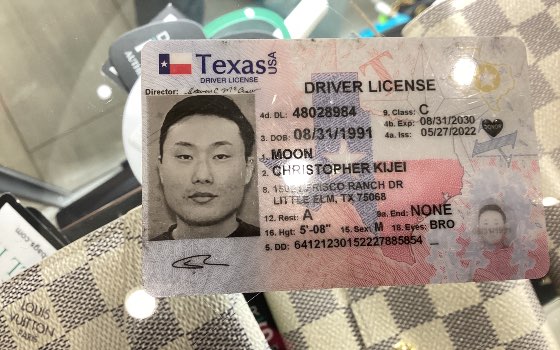 Texas USA
DRIVER LICENSE
Director:
DRIVER LICENSE
4d. DL: 48028984 9. Class: C
4b. Exp: 08/31/2030
3. DOB: 08/31/1991 4a. Iss: 05/27/2022
1. MOON
2. CHRISTOPHER KIJEI
8. FRISCO RANCH DR
LITTLE ELM, TX 75068
12. Rest: A 9a. End: NONE
16. Hgt: 5'-08" 15. Sex: M 18. Eyes: BRO
5. DD: 64121230152227885854
LOUIS
VUITTON